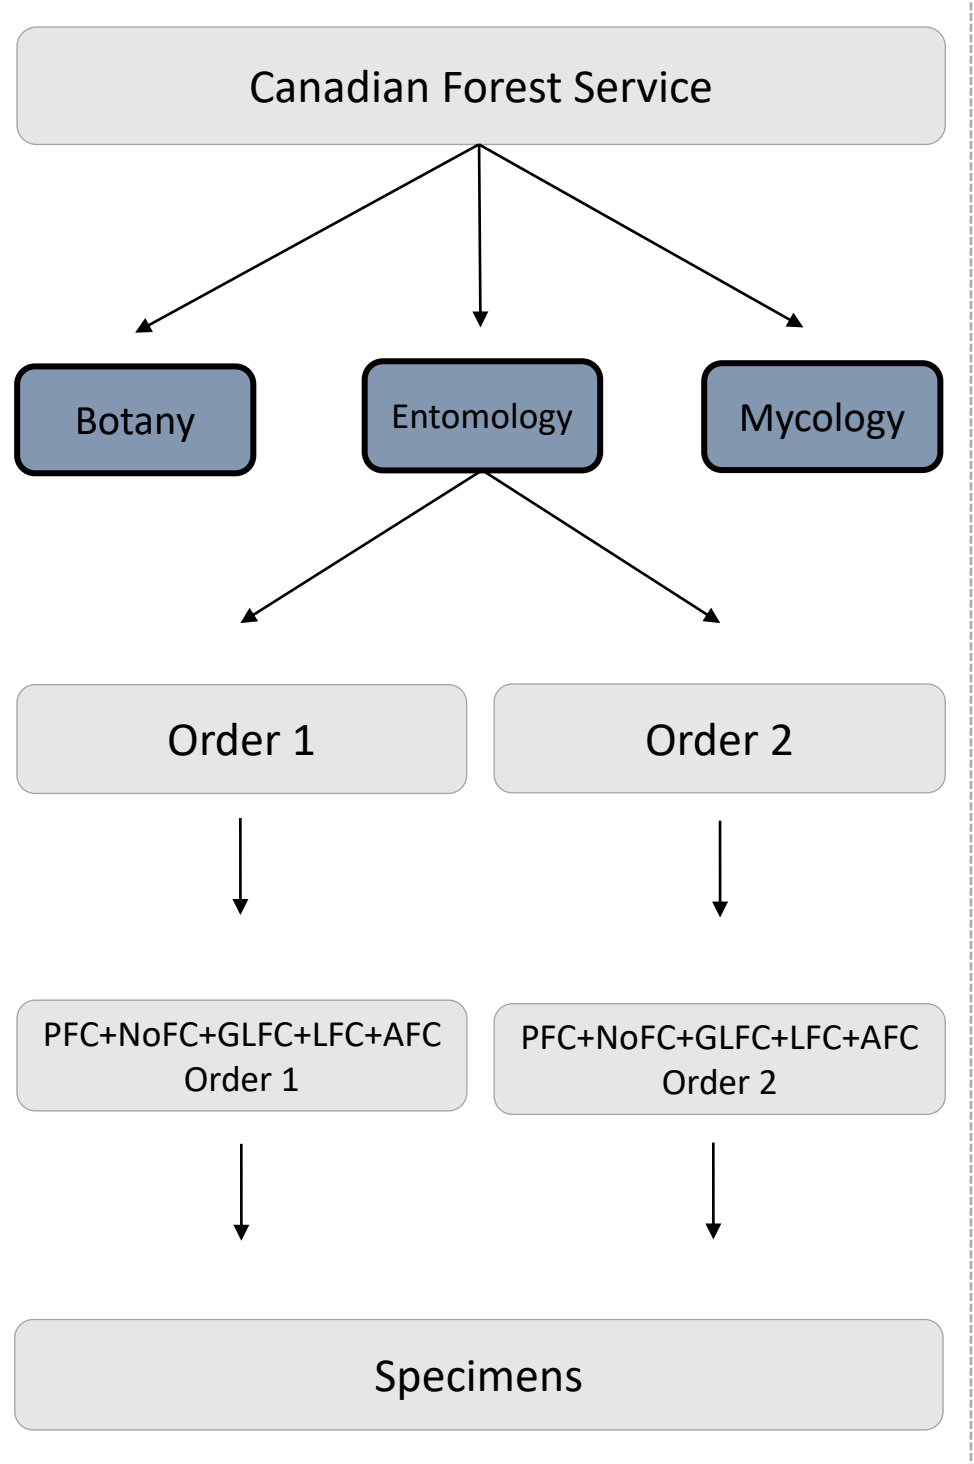 Canadian Forest Service
Botany
Entomology
Mycology
Order 1
Order 2
PFC+NoFC+GLFC+LFC+AFC
Order 1
PFC+NoFC+GLFC+LFC+AFC
Order 2
Specimens